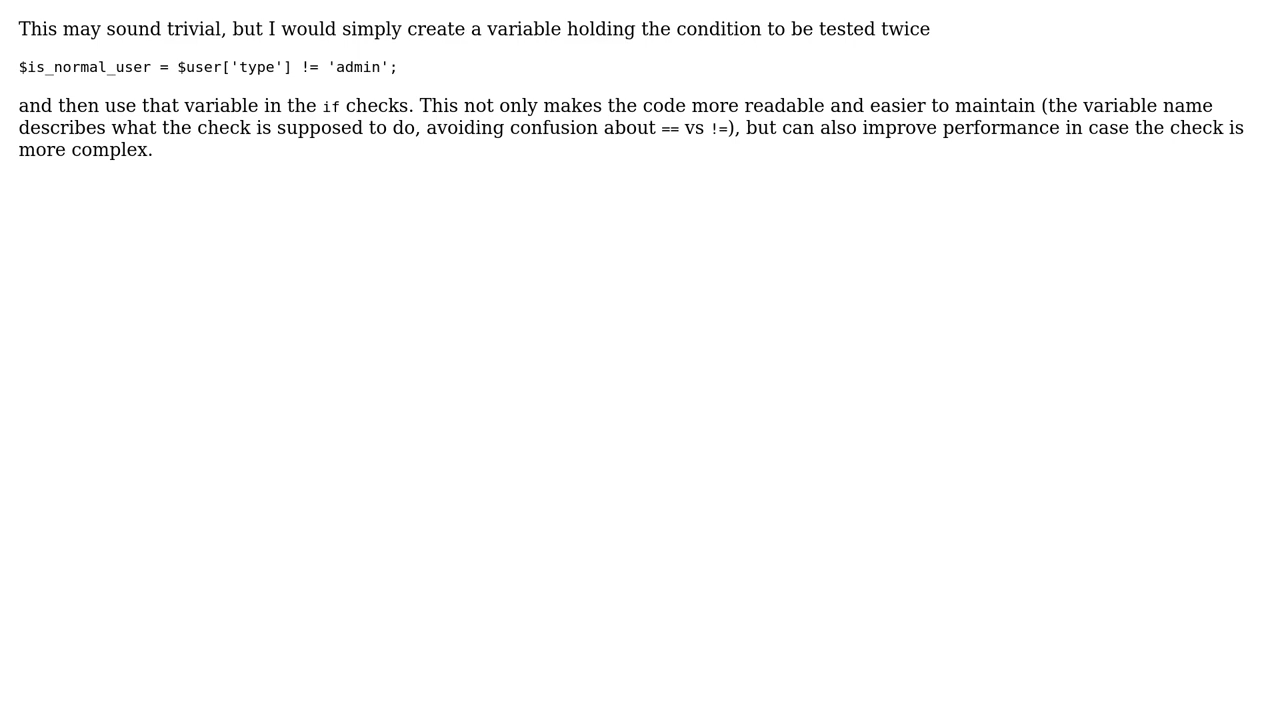 This may sound trivial, but I would simply create a variable holding the condition to be tested twice
$is_normal_user = $user['type'] != 'admin';
and then use that variable in the if checks. This not only makes the code more readable and easier to maintain (the variable name
describes what the check is supposed to do, avoiding confusion about == vs !=), but can also improve performance in case the check is
more complex.